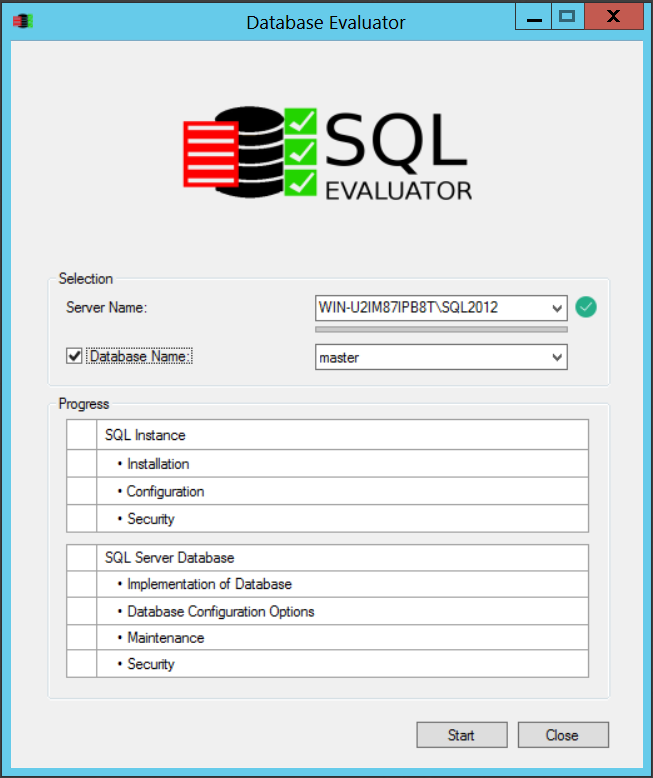 Database Evaluator
SQL
EVALUATOR
Selection
Server Name:
WIN-U2IM87IPB8T\SQL2012
Database Name:
master
Progress
SQL Instance
• Installation
• Configuration
• Security
SQL Server Database
• Implementation of Database
• Database Configuration Options
• Maintenance
• Security
Start
Close